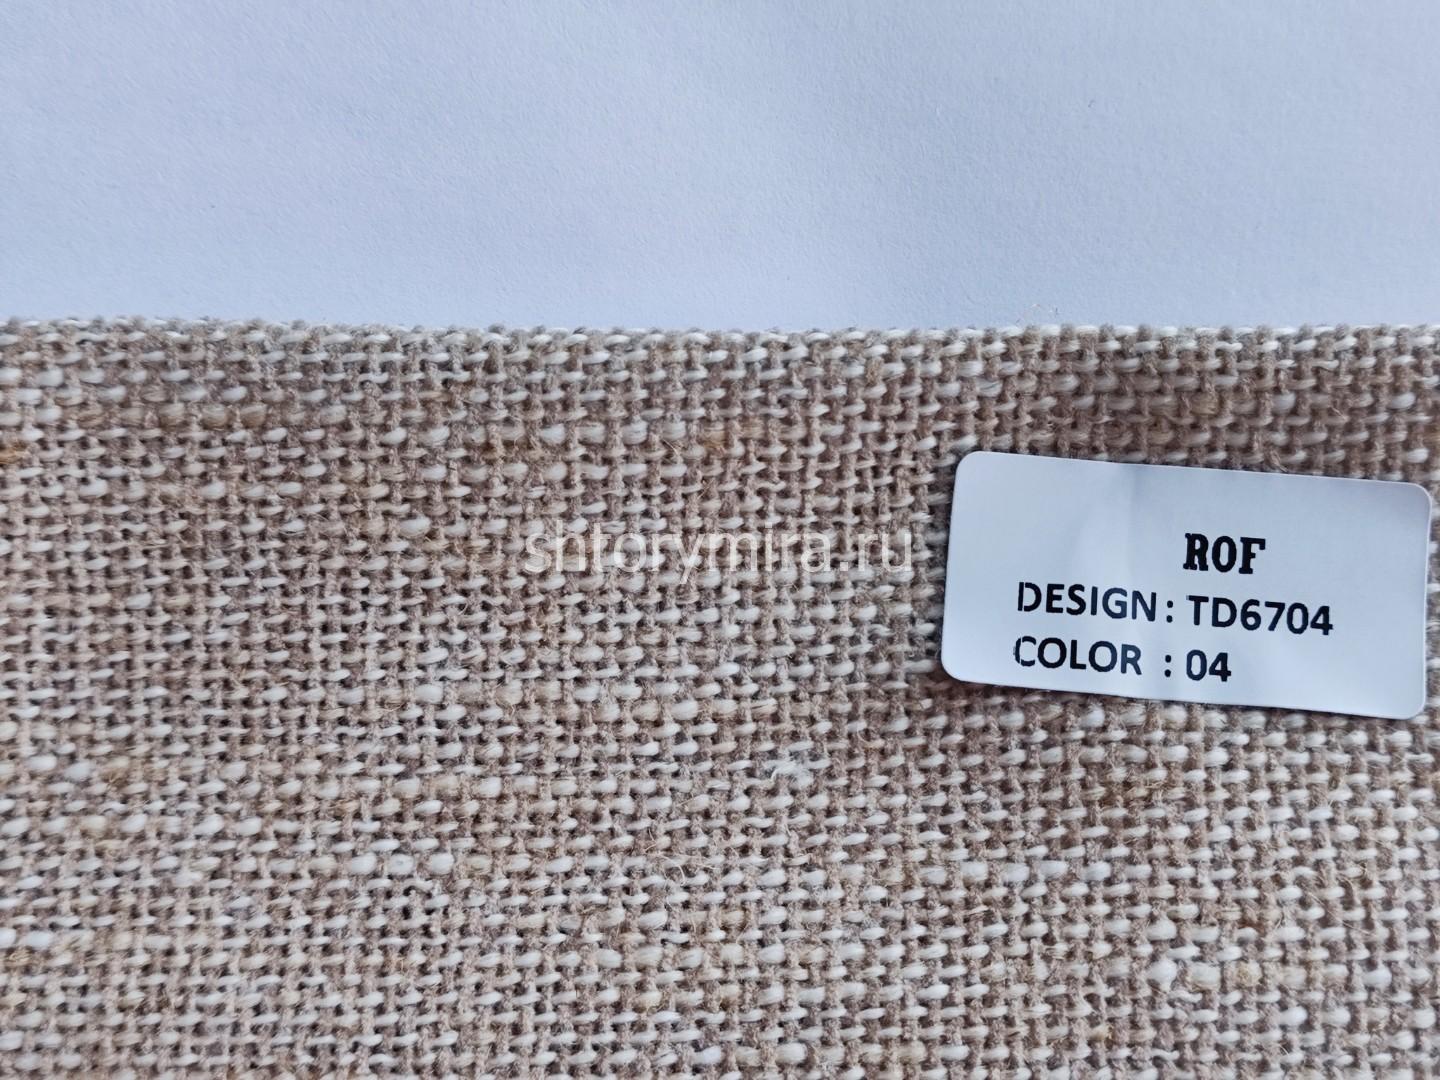 shtorymira.ru
ROF
DESIGN : TD6704
COLOR : 04